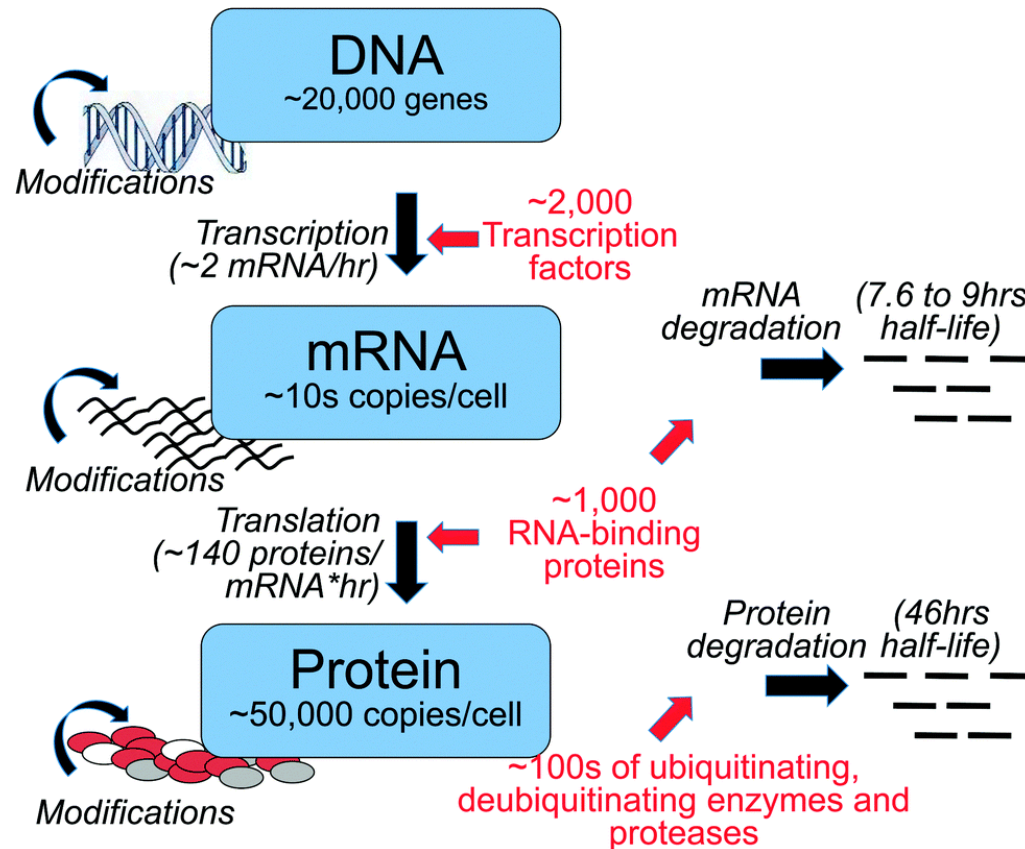 DNA
~20,000 genes
Modifications
Transcription
(~2 mRNA/hr)
~2,000
Transcription
factors
mRNA
degradation
(7.6 to 9hrs
half-life)
mRNA
~10s copies/cell
Modifications
Translation
(~140 proteins/
mRNA*hr)
~1,000
RNA-binding
proteins
Protein
degradation
(46hrs
half-life)
Protein
~50,000 copies/cell
Modifications
~100s of ubiquitinating,
deubiquitinating enzymes and
proteases